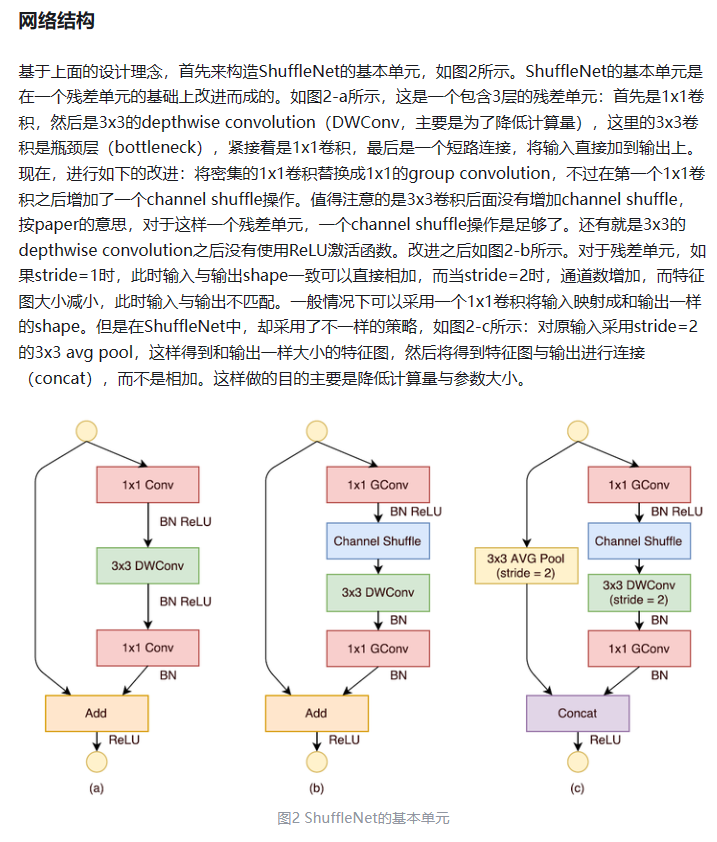 网络结构
基于上面的设计理念，首先来构造ShuffleNet的基本单元，如图2所示。ShuffleNet的基本单元是
在一个残差单元的基础上改进而成的。如图2-a所示，这是一个包含3层的残差单元：首先是1x1卷
积，然后是3x3的depthwise convolution（DWConv，主要是为了降低计算量），这里的3x3卷
积是瓶颈层（bottleneck），紧接着是1x1卷积，最后是一个短路连接，将输入直接加到输出上。
现在，进行如下的改进：将密集的1x1卷积替换成1x1的group convolution，不过在第一个1x1卷
积之后增加了一个channel shuffle操作。值得注意的是3x3卷积后面没有增加channel shuffle，
按paper的意思，对于这样一个残差单元，一个channel shuffle操作是足够了。还有就是3x3的
depthwise convolution之后没有使用ReLU激活函数。改进之后如图2-b所示。对于残差单元，如
果stride=1时，此时输入与输出shape一致可以直接相加，而当stride=2时，通道数增加，而特征
图大小减小，此时输入与输出不匹配。一般情况下可以采用一个1x1卷积将输入映射成和输出一样
的shape。但是在ShuffleNet中，却采用了不一样的策略，如图2-c所示：对原输入采用stride=2
的3x3 avg pool，这样得到和输出一样大小的特征图，然后将得到特征图与输出进行连接
（concat），而不是相加。这样做的目的主要是降低计算量与参数大小。
1x1 Conv
BN ReLU
3x3 DWConv
BN ReLU
1x1 Conv
BN
Add
ReLU
(a)
1x1 GConv
BN ReLU
Channel Shuffle
3x3 DWConv
BN
1x1 GConv
BN
Add
ReLU
(b)
3x3 AVG Pool
(stride = 2)
1x1 GConv
BN ReLU
Channel Shuffle
3x3 DWConv
(stride = 2)
BN
1x1 GConv
BN
Concat
ReLU
(c)
图2 ShuffleNet的基本单元